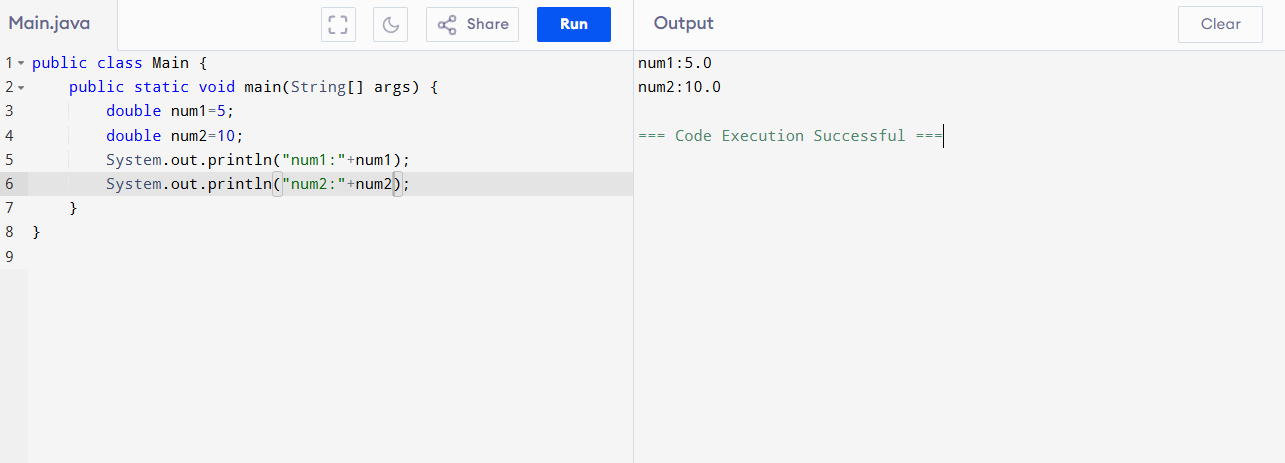 Main.java Share Run Output Clear
1 public class Main {
2 public static void main(String[] args) {
3 double num1=5;
4 double num2=10;
5 System.out.println("num1:"+num1);
6 System.out.println("num2:"+num2);
7 }
8 }
9
num1:5.0
num2:10.0
=== Code Execution Successful ===